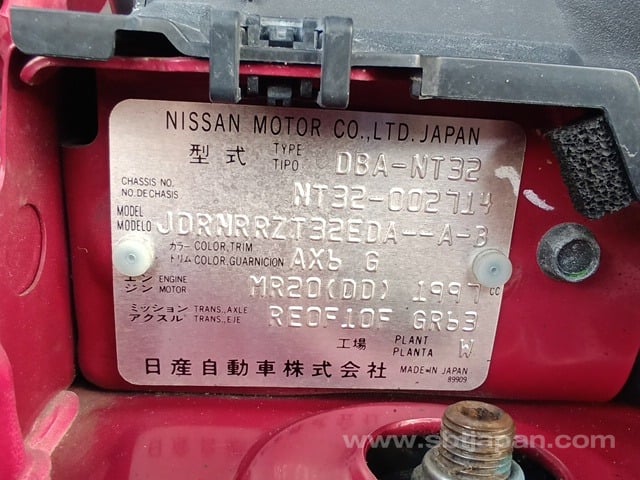 NISSAN MOTOR CO.,LTD. JAPAN
型式 TYPE TIPO DBA-NT32
CHASSIS NO. NO.DECHASIS NT32-002714
MODEL MODELO JDRNRRZT32EDA--A-3
カラー COLOR,TRIM
トリム COLOR,GUARNICION AX6 G
エンジン ENGINE MOTOR MR20(DD) 1997 CC
ミッション TRANS.,AXLE
アクスル TRANS.,EJE RE0F10F GR63
工場 PLANT PLANTA W
日産自動車株式会社 MADE IN JAPAN
89909
www.sbtjapan.com